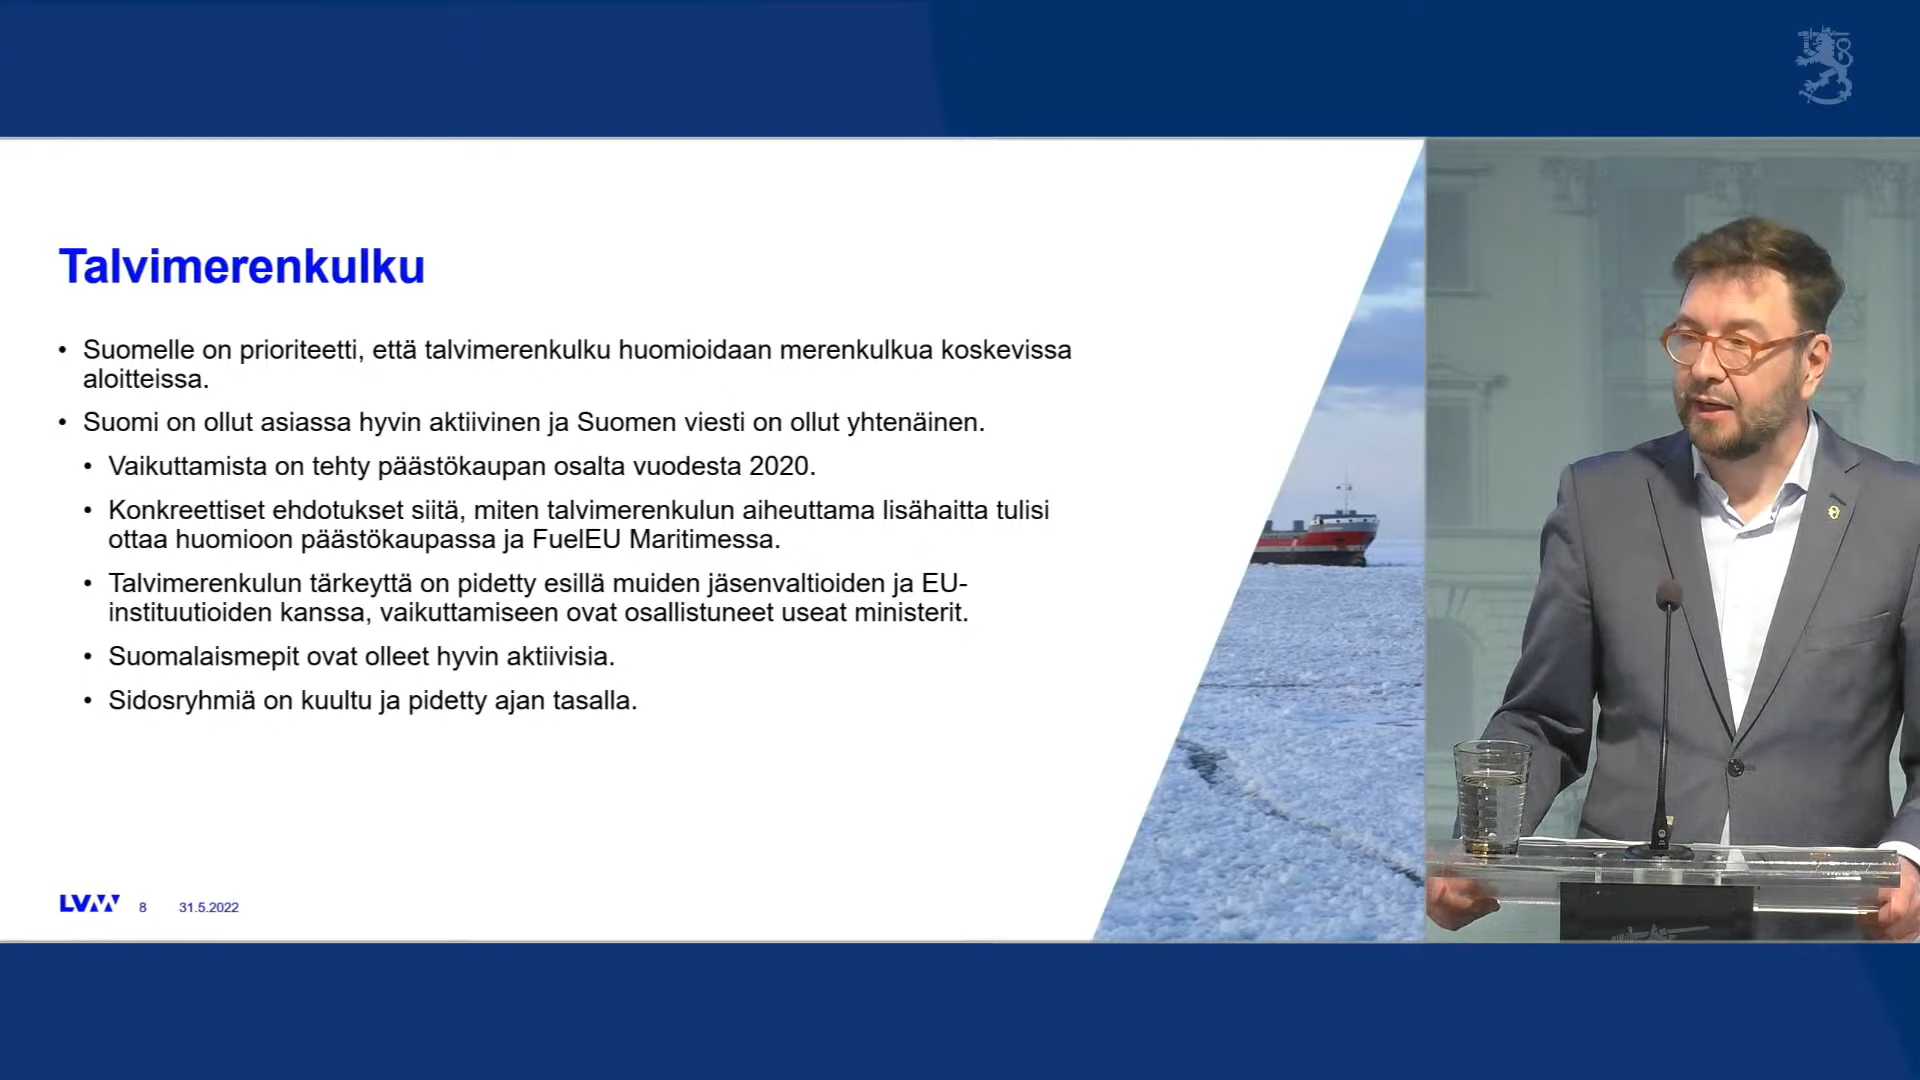 Talvimerenkulku
• Suomelle on prioriteetti, että talvimerenkulku huomioidaan merenkulkua koskevissa
aloitteissa.
• Suomi on ollut asiassa hyvin aktiivinen ja Suomen viesti on ollut yhtenäinen.
• Vaikuttamista on tehty päästökaupan osalta vuodesta 2020.
• Konkreettiset ehdotukset siitä, miten talvimerenkulun aiheuttama lisähaitta tulisi
ottaa huomioon päästökaupassa ja FuelEU Maritimessa.
• Talvimerenkulun tärkeyttä on pidetty esillä muiden jäsenvaltioiden ja EU-
instituutioiden kanssa, vaikuttamiseen ovat osallistuneet useat ministerit.
• Suomalaismepit ovat olleet hyvin aktiivisia.
• Sidosryhmiä on kuultu ja pidetty ajan tasalla.
LVM 8 31.5.2022